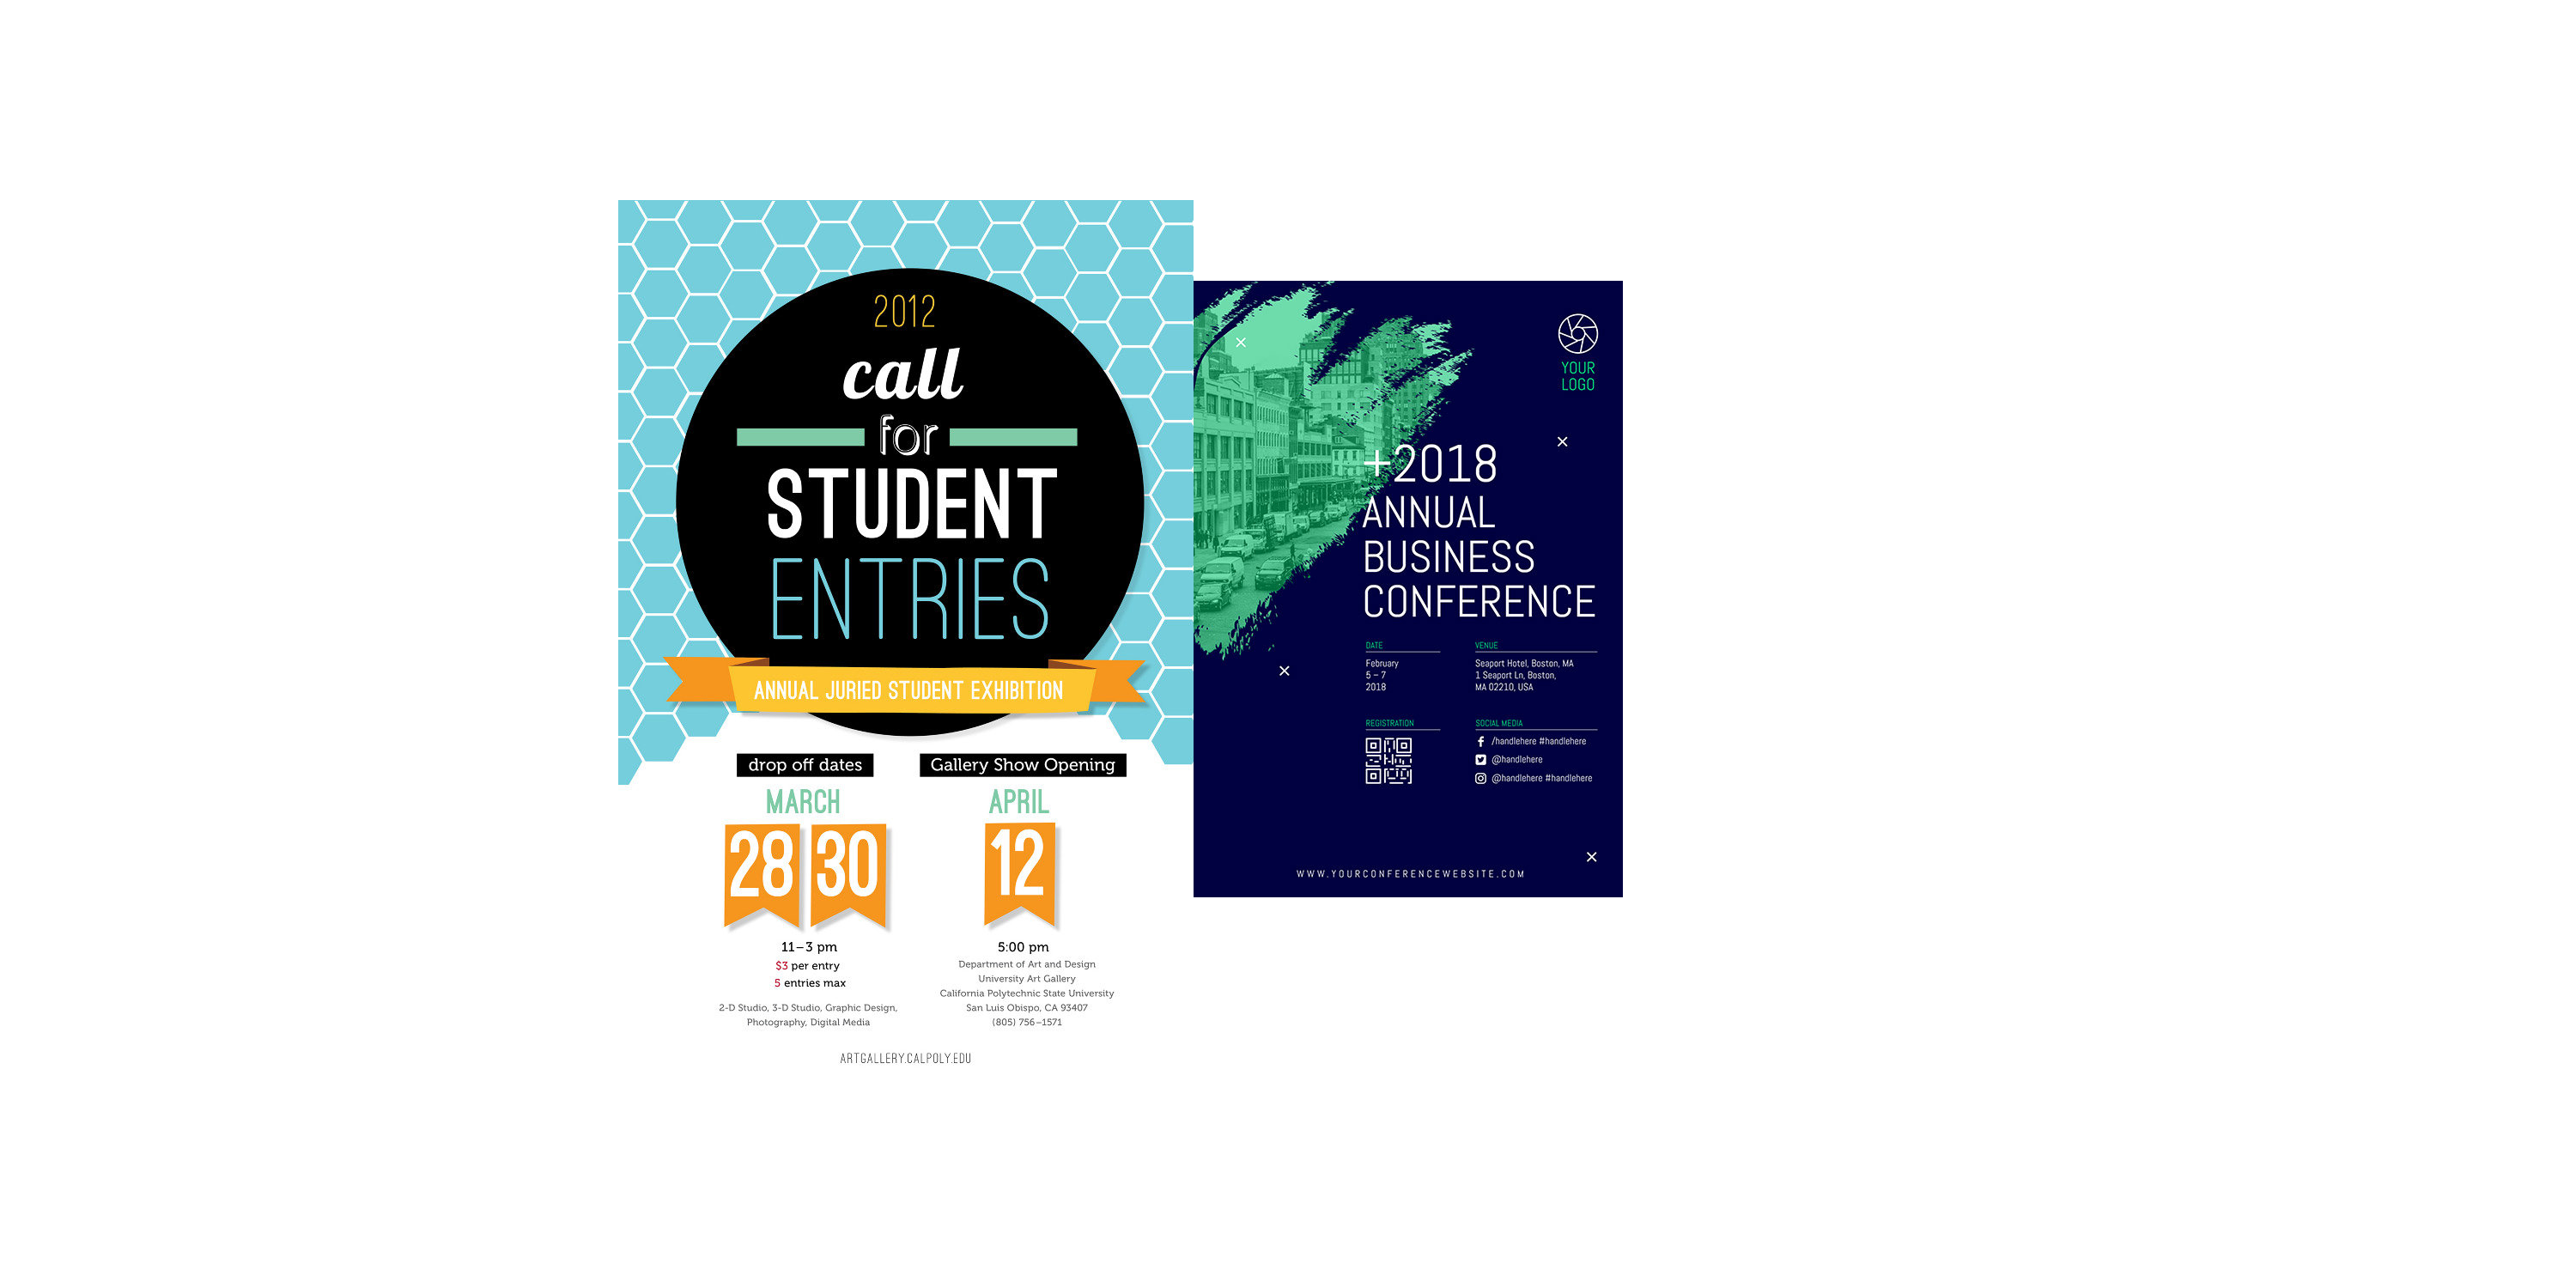 2012
call
for
STUDENT
ENTRIES
ANNUAL JURIED STUDENT EXHIBITION
drop off dates
MARCH
28 30
11–3 pm
$3 per entry
5 entries max
2-D Studio, 3-D Studio, Graphic Design,
Photography, Digital Media
Gallery Show Opening
APRIL
12
5:00 pm
Department of Art and Design
University Art Gallery
California Polytechnic State University
San Luis Obispo, CA 93407
(805) 756–1571
ARTGALLERY.CALPOLY.EDU
YOUR
LOGO
+2018
ANNUAL
BUSINESS
CONFERENCE
DATE
February
5 – 7
2018
VENUE
Seaport Hotel, Boston, MA
1 Seaport Ln, Boston,
MA 02210, USA
REGISTRATION
SOCIAL MEDIA
/handlehere #handlehere
@handlehere
@handlehere #handlehere
WWW.YOURCONFERENCEWEBSITE.COM